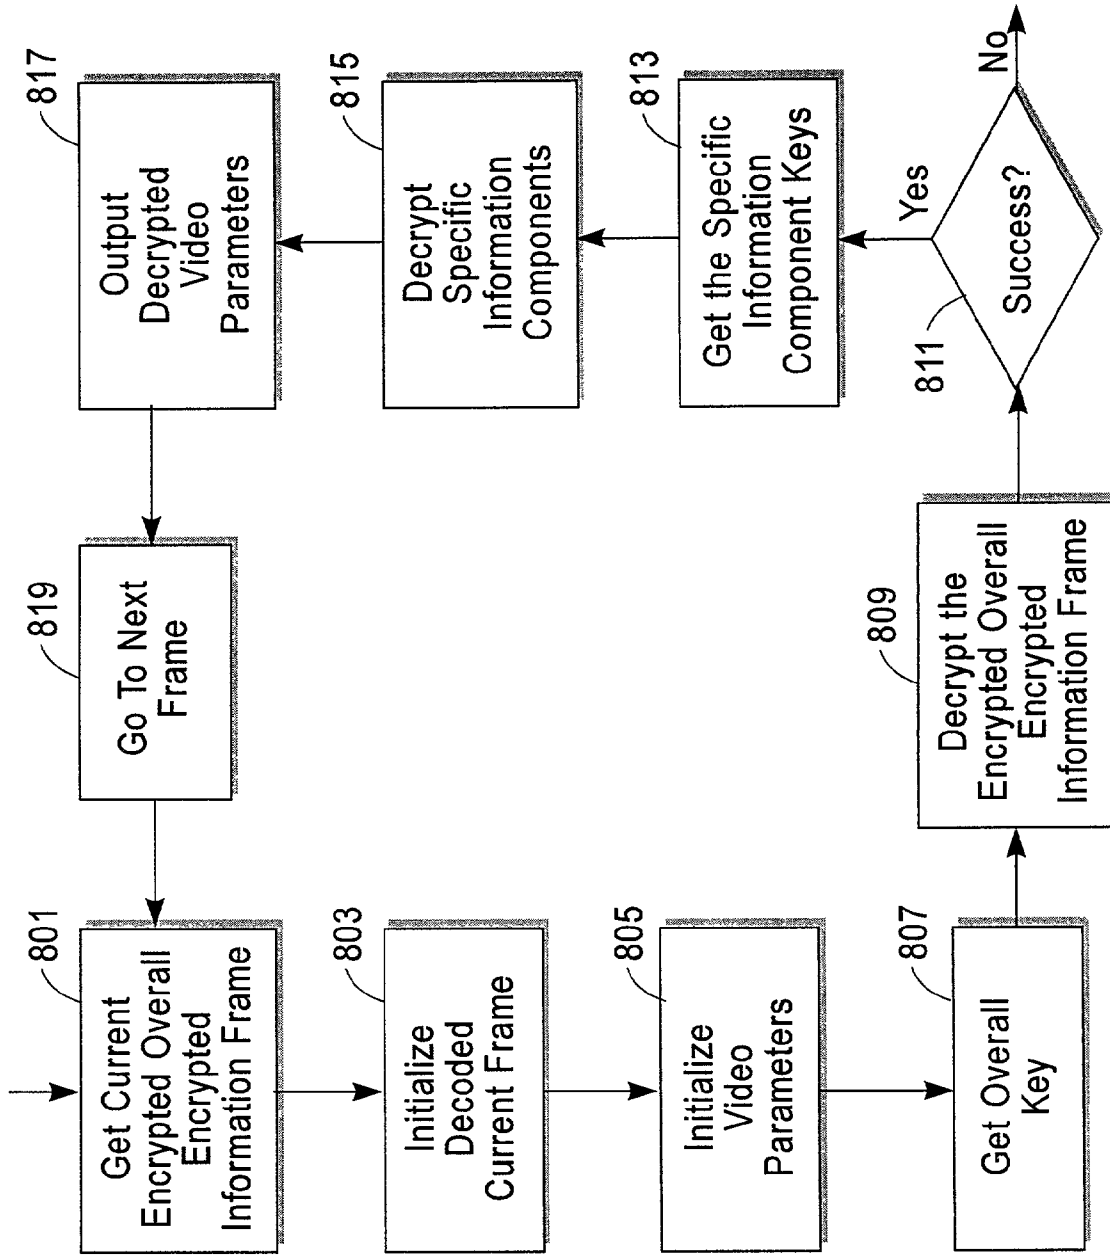 801
Get Current
Encrypted Overall
Encrypted
Information Frame
803
Initialize
Decoded
Current Frame
805
Initialize
Video
Parameters
807
Get Overall
Key
809
Decrypt the
Encrypted Overall
Encrypted
Information Frame
811
Success?
Yes
No
813
Get the Specific
Information
Component Keys
815
Decrypt
Specific
Information
Components
817
Output
Decrypted
Video
Parameters
819
Go To Next
Frame